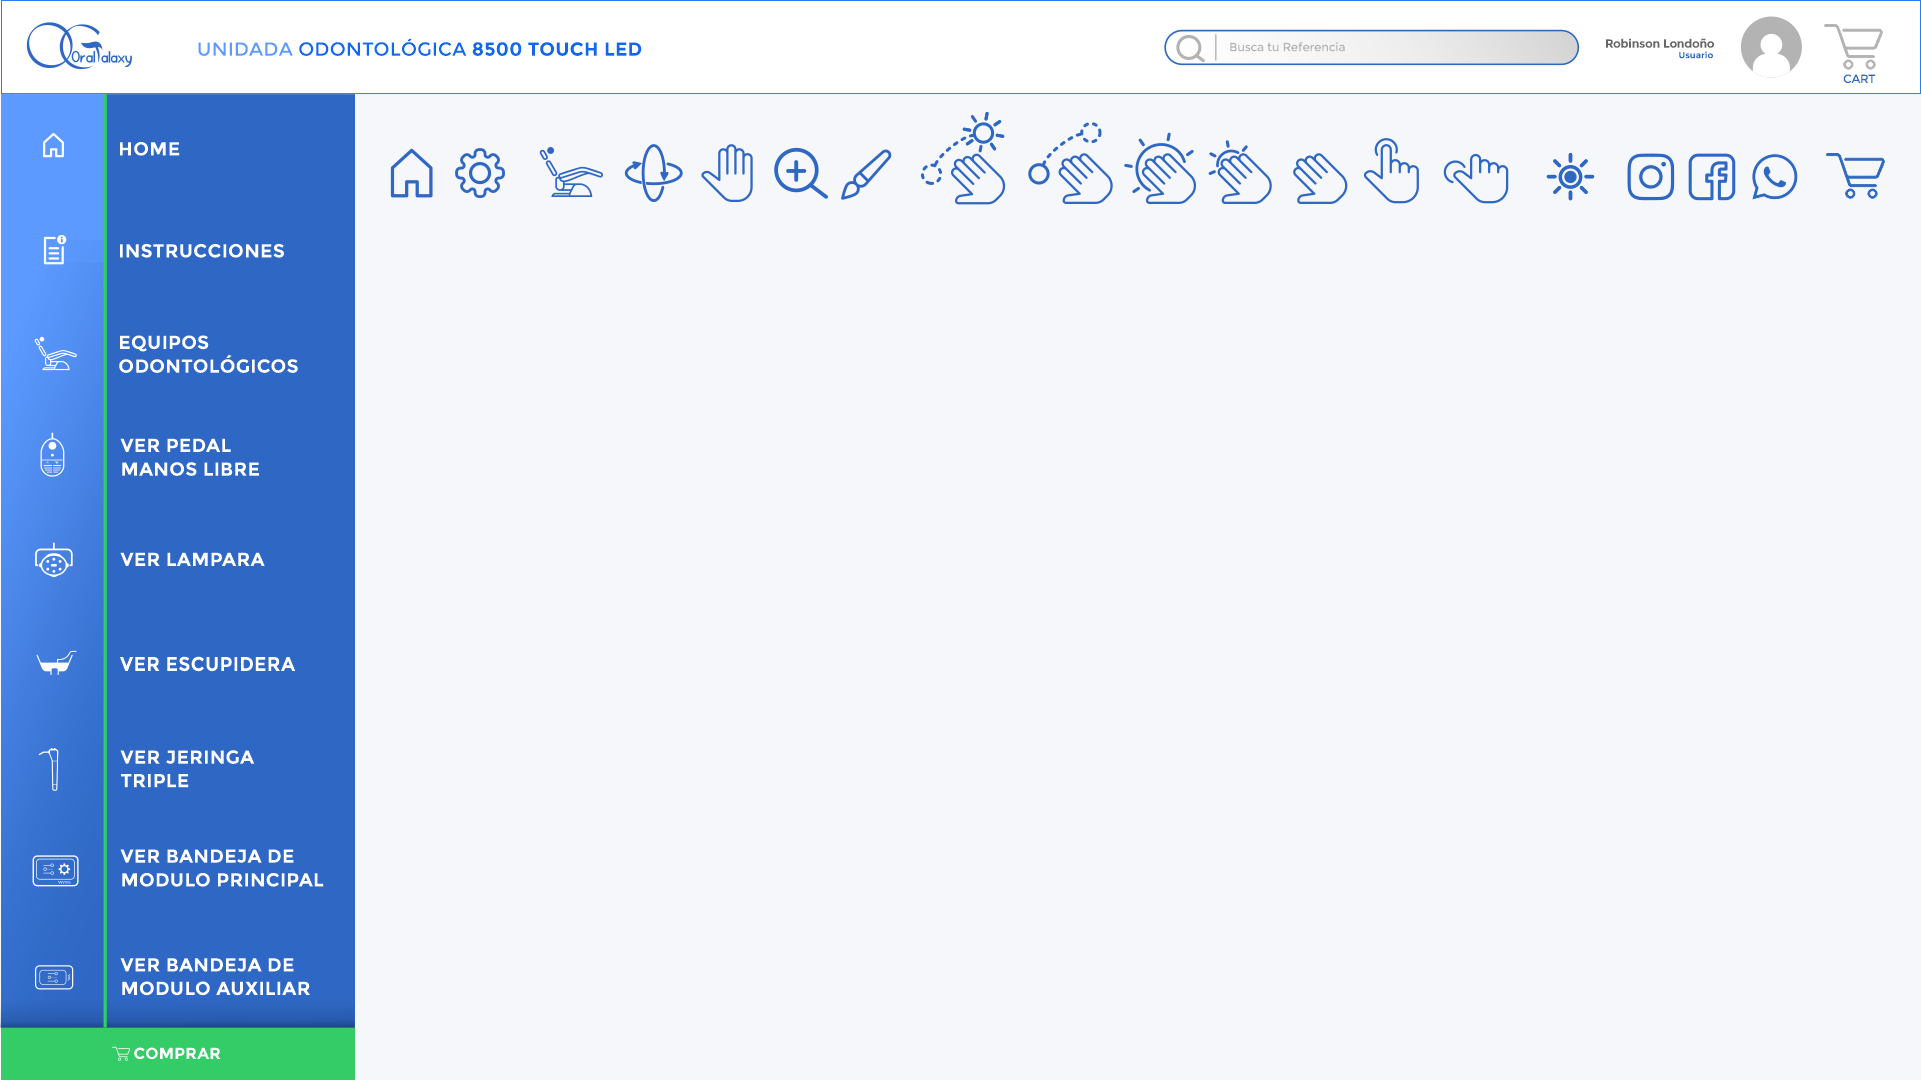 Oral Galaxy
UNIDADA ODONTOLÓGICA 8500 TOUCH LED
Busca tu Referencia
Robinson Londoño
Usuario
CART
HOME
INSTRUCCIONES
EQUIPOS
ODONTOLÓGICOS
VER PEDAL
MANOS LIBRE
VER LAMPARA
VER ESCUPIDERA
VER JERINGA
TRIPLE
VER BANDEJA DE
MODULO PRINCIPAL
VER BANDEJA DE
MODULO AUXILIAR
COMPRAR